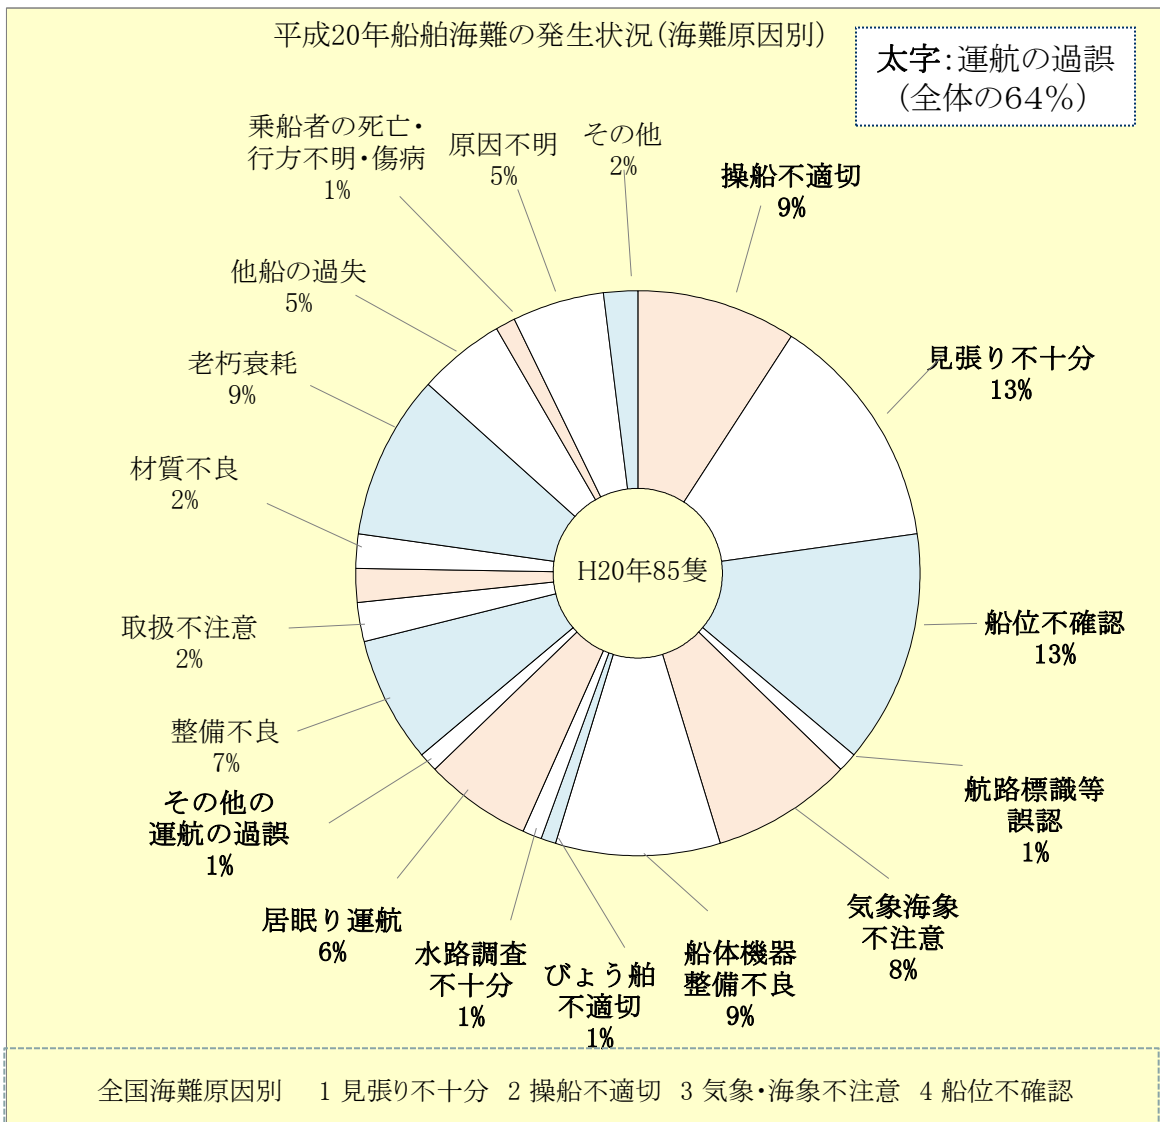 平成20年船舶海難の発生状況(海難原因別)
太字:運航の過誤
(全体の64%)
乗船者の死亡・
行方不明・傷病
1%
原因不明
5%
その他
2%
操船不適切
9%
他船の過失
5%
見張り不十分
13%
老朽衰耗
9%
材質不良
2%
H20年85隻
取扱不注意
2%
船位不確認
13%
整備不良
7%
その他の
運航の過誤
1%
航路標識等
誤認
1%
居眠り運航
6%
水路調査
不十分
1%
びょう舶
不適切
1%
船体機器
整備不良
9%
気象海象
不注意
8%
全国海難原因別 1 見張り不十分 2 操船不適切 3 気象・海象不注意 4 船位不確認